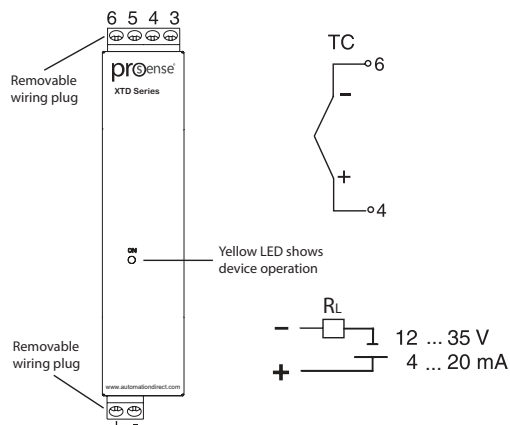 6 5 4 3
prosense®
XTD Series
Removable
wiring plug
ON
Yellow LED shows
device operation
Removable
wiring plug
www.automationdirect.com
TC
6
−
+
4
RL
−
12 ... 35 V
+
4 ... 20 mA